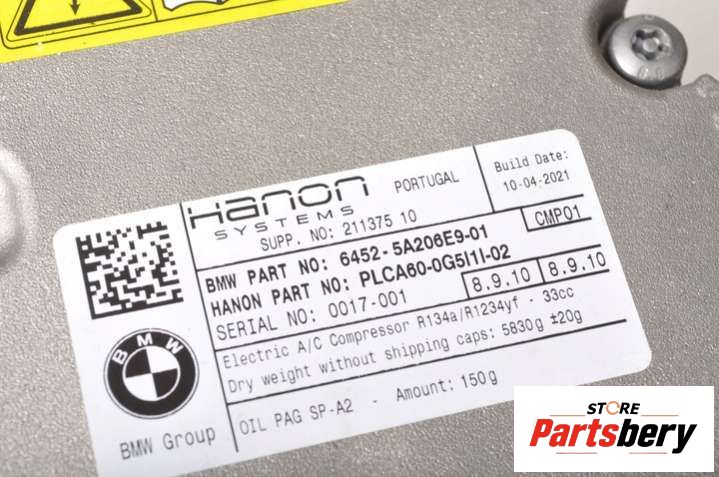 Hanon
SYSTEMS
PORTUGAL
Build Date:
10-04-2021
SUPP. NO: 211375 10
BMW PART NO: 6452-5A206E9-01
CMP01
HANON PART NO: PLCA60-0G5I1I-02
SERIAL NO: 0017-001
8.9.10
8.9.10
Electric A/C Compressor R134a/R1234yf - 33cc
Dry weight without shipping caps: 5830g ±20g
OIL PAG SP-A2 - Amount: 150g
BMW
BMW Group
STORE
Partsbery